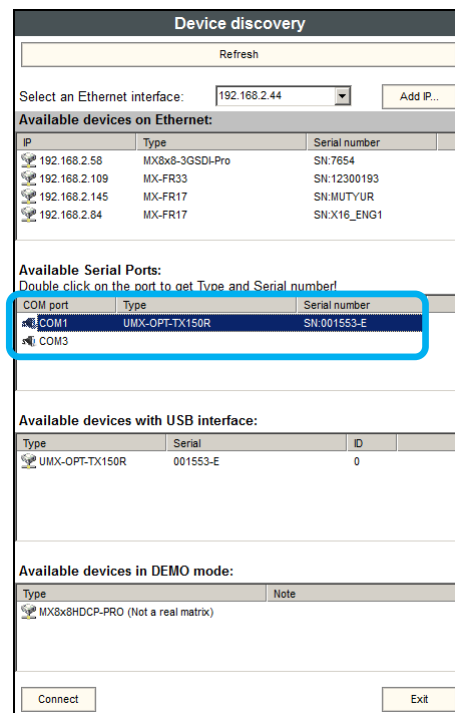 Device discovery
Refresh
Select an Ethernet interface: 192.168.2.44 Add IP...
Available devices on Ethernet:
IP Type Serial number
192.168.2.58 MX8x8-3GSDI-Pro SN:7654
192.168.2.109 MX-FR33 SN:12300193
192.168.2.145 MX-FR17 SN:MUTYUR
192.168.2.84 MX-FR17 SN:X16_ENG1
Available Serial Ports:
Double click on the port to get Type and Serial number!
COM port Type Serial number
COM1 UMX-OPT-TX150R SN:001553-E
COM3
Available devices with USB interface:
Type Serial ID
UMX-OPT-TX150R 001553-E 0
Available devices in DEMO mode:
Type Note
MX8x8HDCP-PRO (Not a real matrix)
Connect Exit